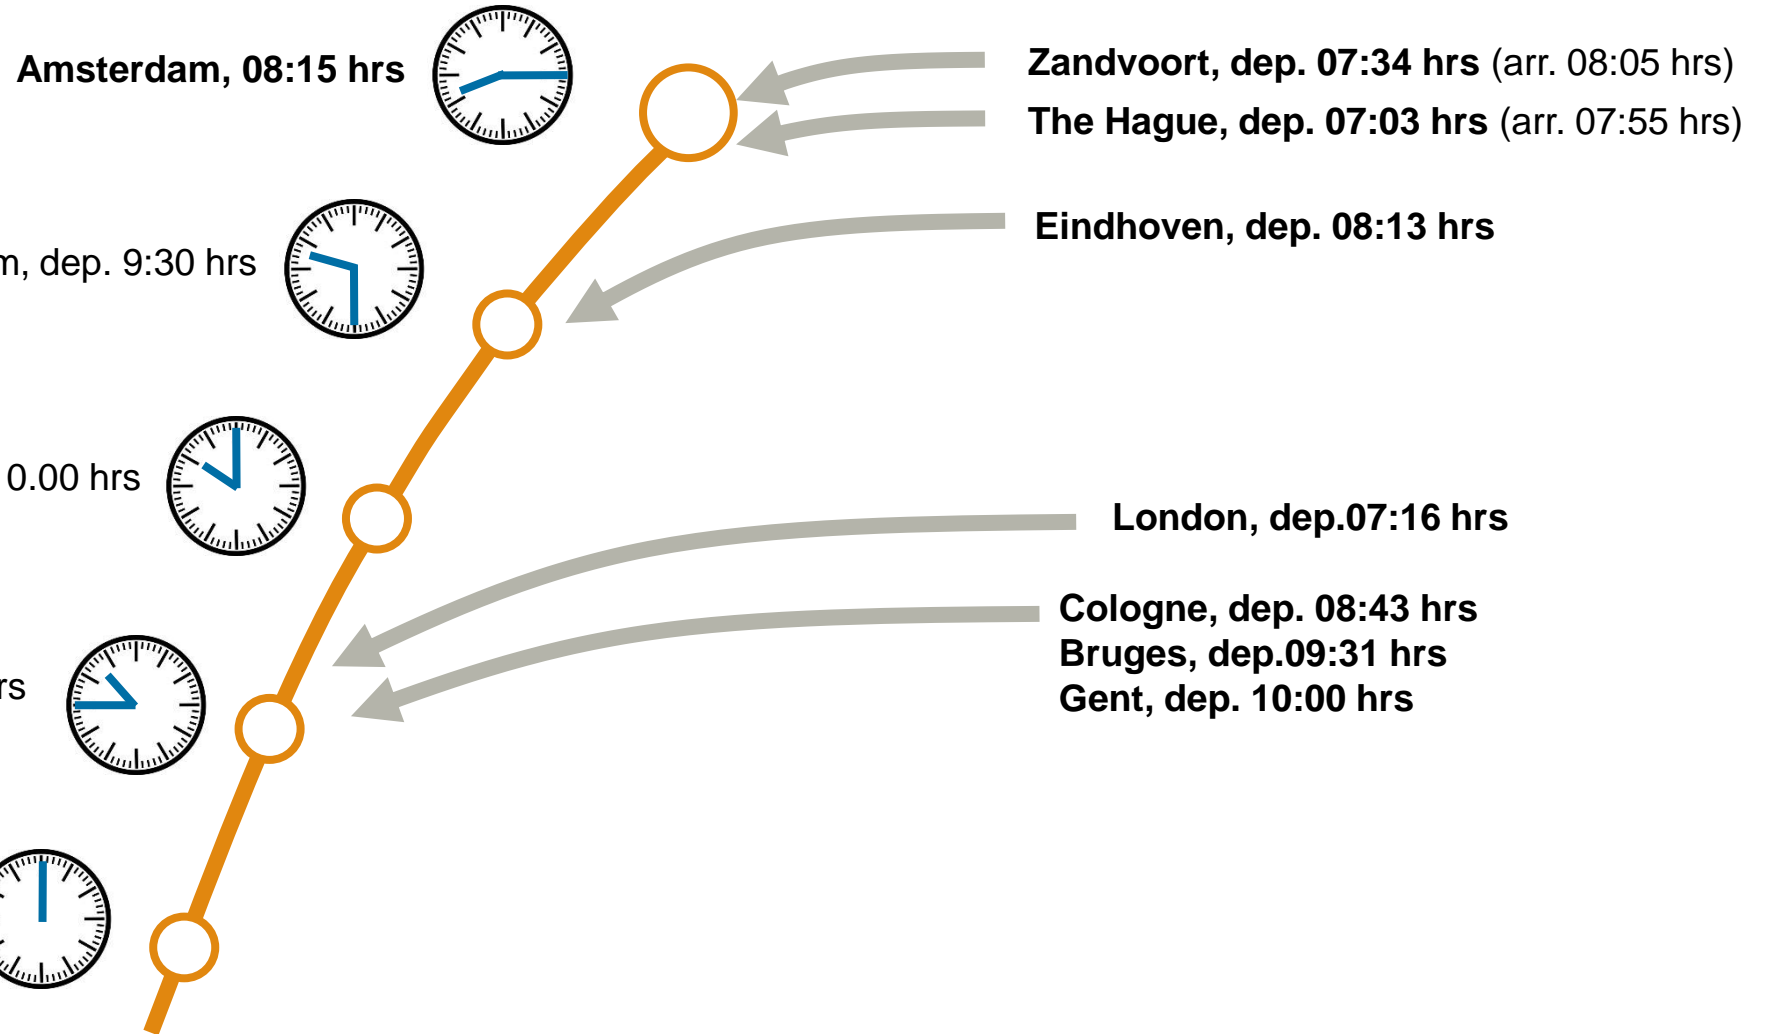 Amsterdam, 08:15 hrs
Zandvoort, dep. 07:34 hrs (arr. 08:05 hrs)
The Hague, dep. 07:03 hrs (arr. 07:55 hrs)
Eindhoven, dep. 08:13 hrs
dep. 9:30 hrs
0.00 hrs
London, dep.07:16 hrs
Cologne, dep. 08:43 hrs
Bruges, dep.09:31 hrs
Gent, dep. 10:00 hrs